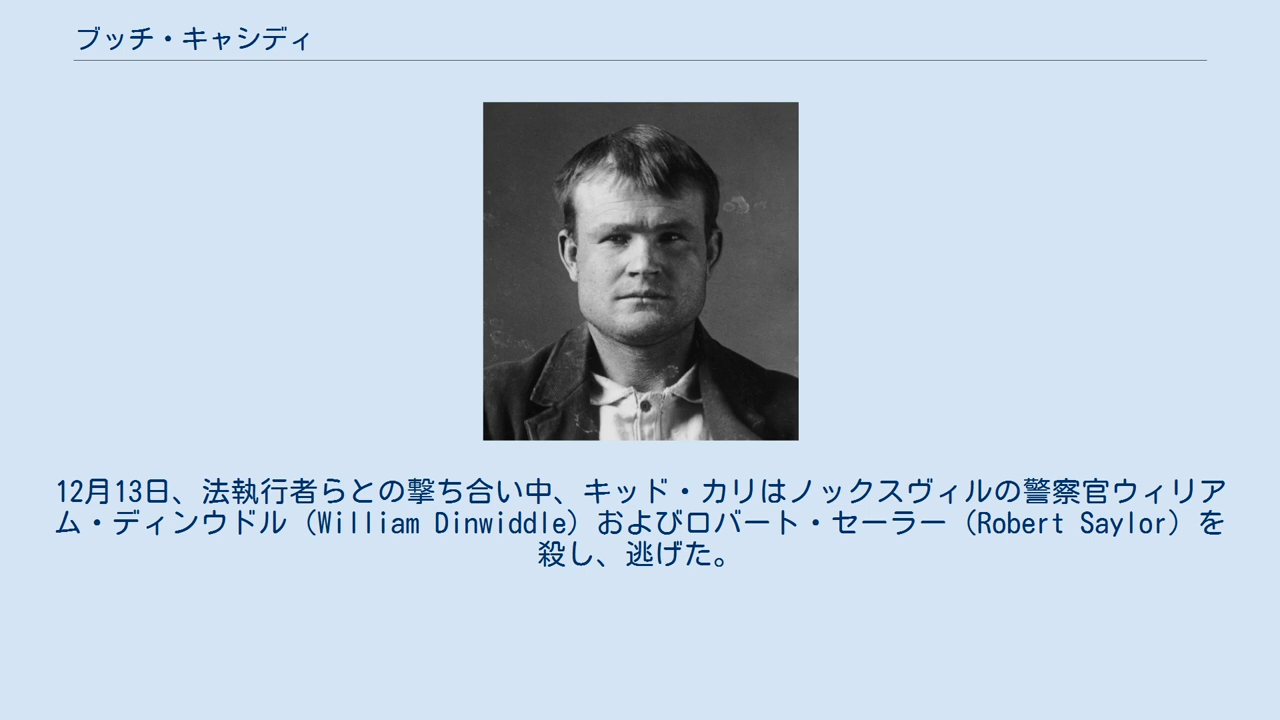 ブッチ・キャシディ
12月13日、法執行者らとの撃ち合い中、キッド・カリはノックスヴィルの警察官ウィリア
ム・ディンウドル（William Dinwiddle）およびロバート・セーラー（Robert Saylor）を
殺し、逃げた。